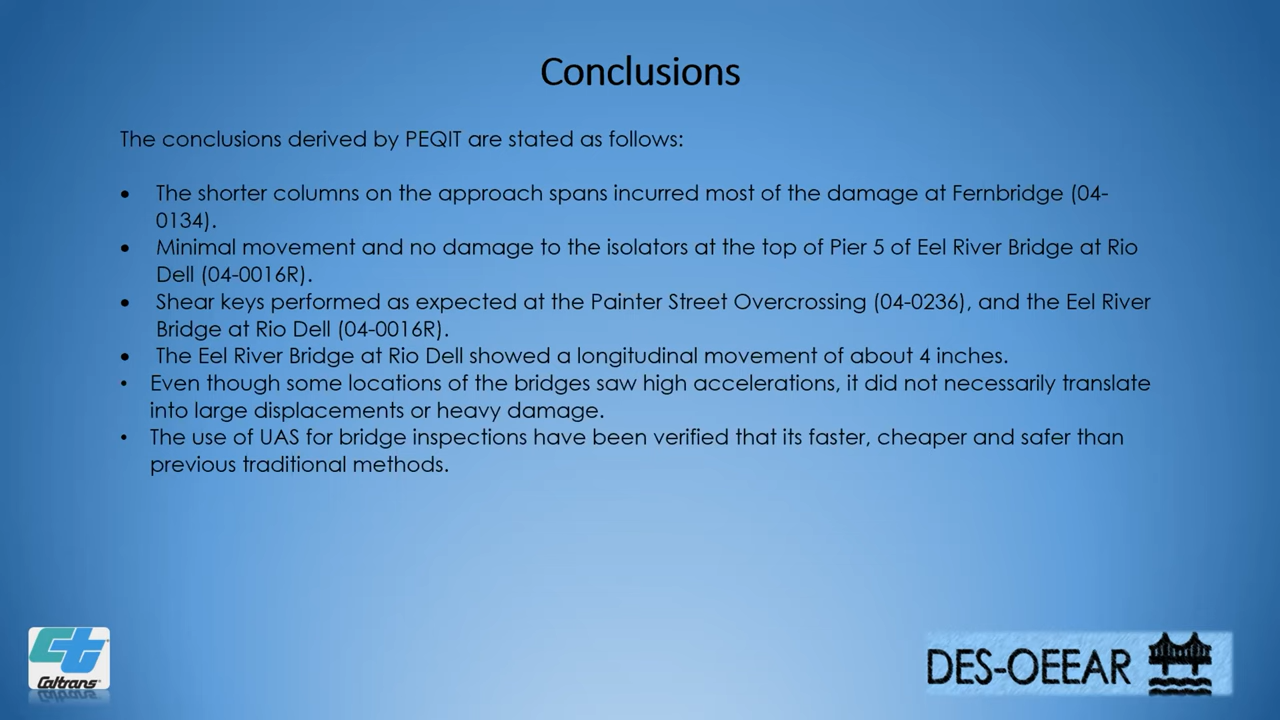 Conclusions
The conclusions derived by PEQIT are stated as follows:
• The shorter columns on the approach spans incurred most of the damage at Fernbridge (04-
0134).
• Minimal movement and no damage to the isolators at the top of Pier 5 of Eel River Bridge at Rio
Dell (04-0016R).
• Shear keys performed as expected at the Painter Street Overcrossing (04-0236), and the Eel River
Bridge at Rio Dell (04-0016R).
• The Eel River Bridge at Rio Dell showed a longitudinal movement of about 4 inches.
• Even though some locations of the bridges saw high accelerations, it did not necessarily translate
into large displacements or heavy damage.
• The use of UAS for bridge inspections have been verified that its faster, cheaper and safer than
previous traditional methods.
Ct
Caltrans
DES-OEEAR